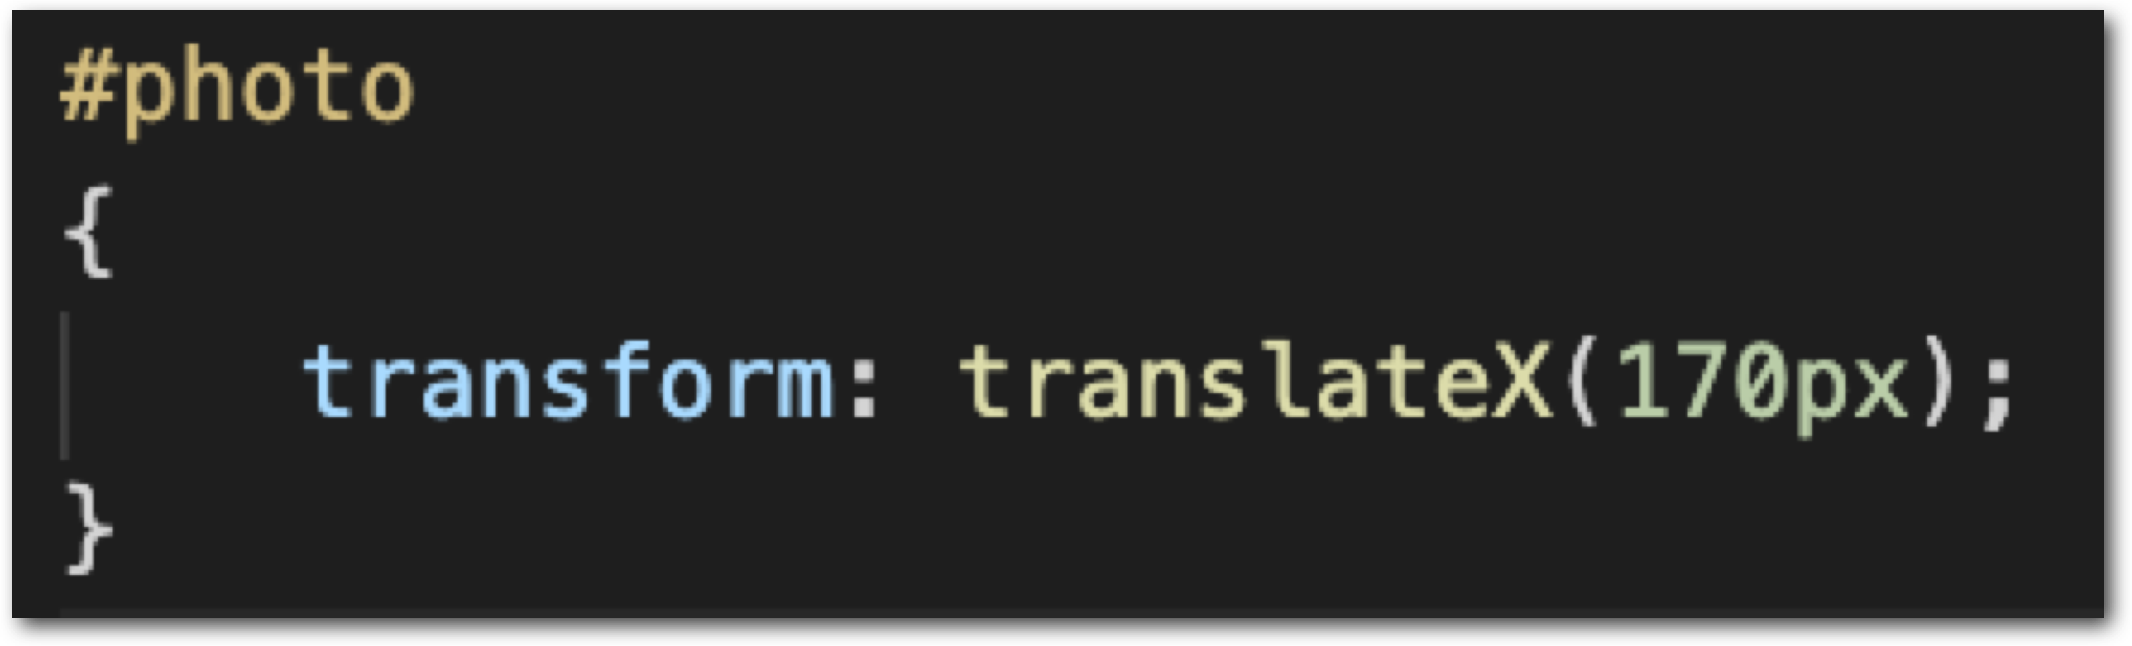 #photo
{
    transform: translateX(170px);
}